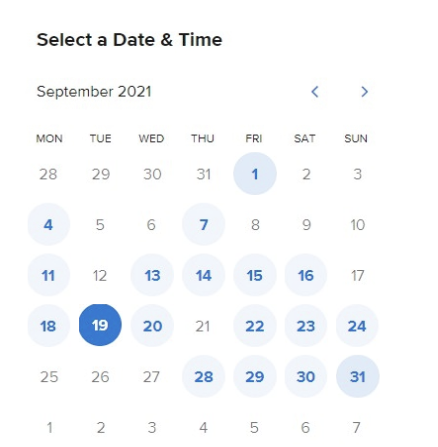 Select a Date & Time
September 2021
MON TUE WED THU FRI SAT SUN
28 29 30 31 1 2 3
4 5 6 7 8 9 10
11 12 13 14 15 16 17
18 19 20 21 22 23 24
25 26 27 28 29 30 31
1 2 3 4 5 6 7